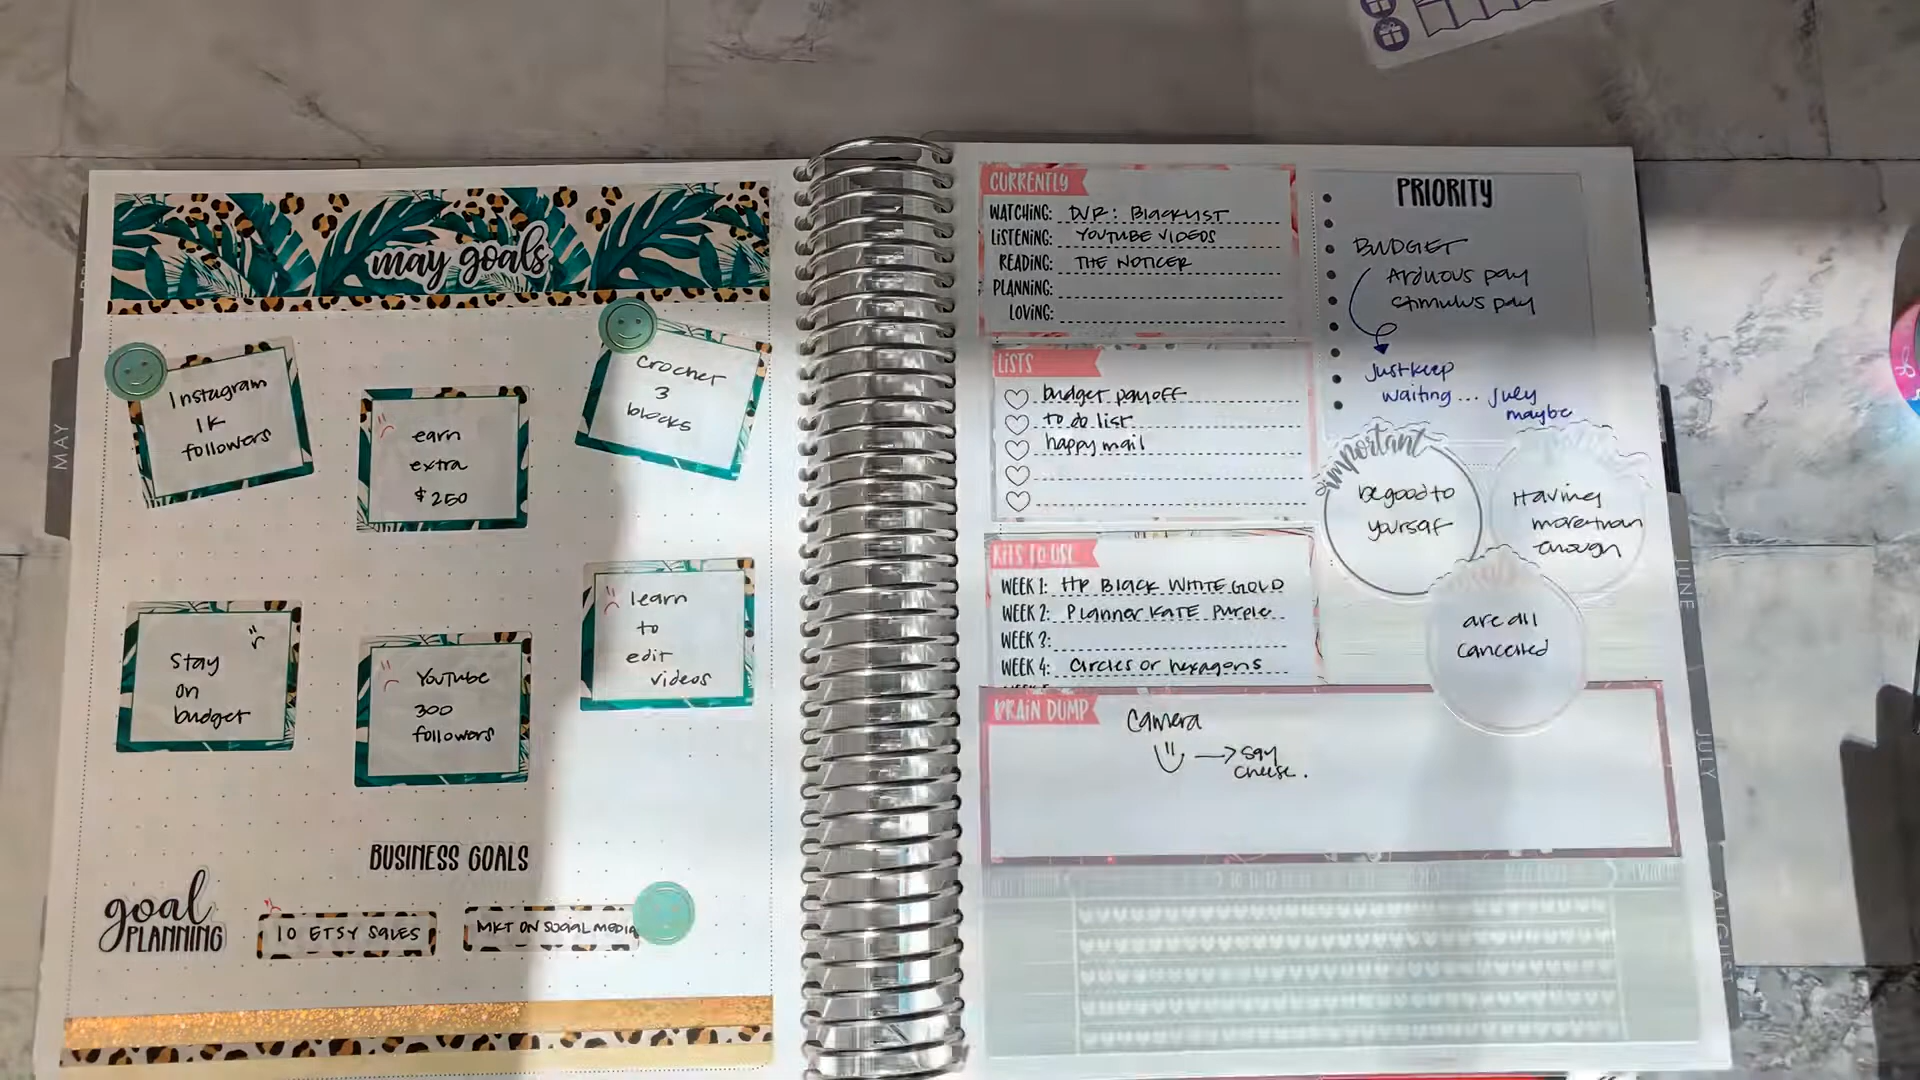 may goals
Instagram
1K
followers
earn
extra
$250
crochet
3
blocks
Stay
on
budget
YouTube
300
followers
learn
to
edit
videos
BUSINESS GOALS
goal
PLANNING
10 ETSY SALES
MKT ON SOCIAL MEDIA
MAY
CURRENTLY
WATCHING: DVR: BLACKLIST
LISTENING: YOUTUBE VIDEOS
READING: THE NOTICER
PLANNING:
LOVING:
LISTS
budget payoff
to do list
happy mail
KITS TO USE
WEEK 1: HP BLACK WHITE GOLD
WEEK 2: Planner KATE Purple
WEEK 3:
WEEK 4: circles or hexagons
BRAIN DUMP
Camera
say
cheese.
PRIORITY
BUDGET
Arduous pay
stimulus pay
just keep
waiting... july
maybe
important
be good to
yourself
Having
more than
enough
are all
cancelled
JUNE
JULY
AUGUST